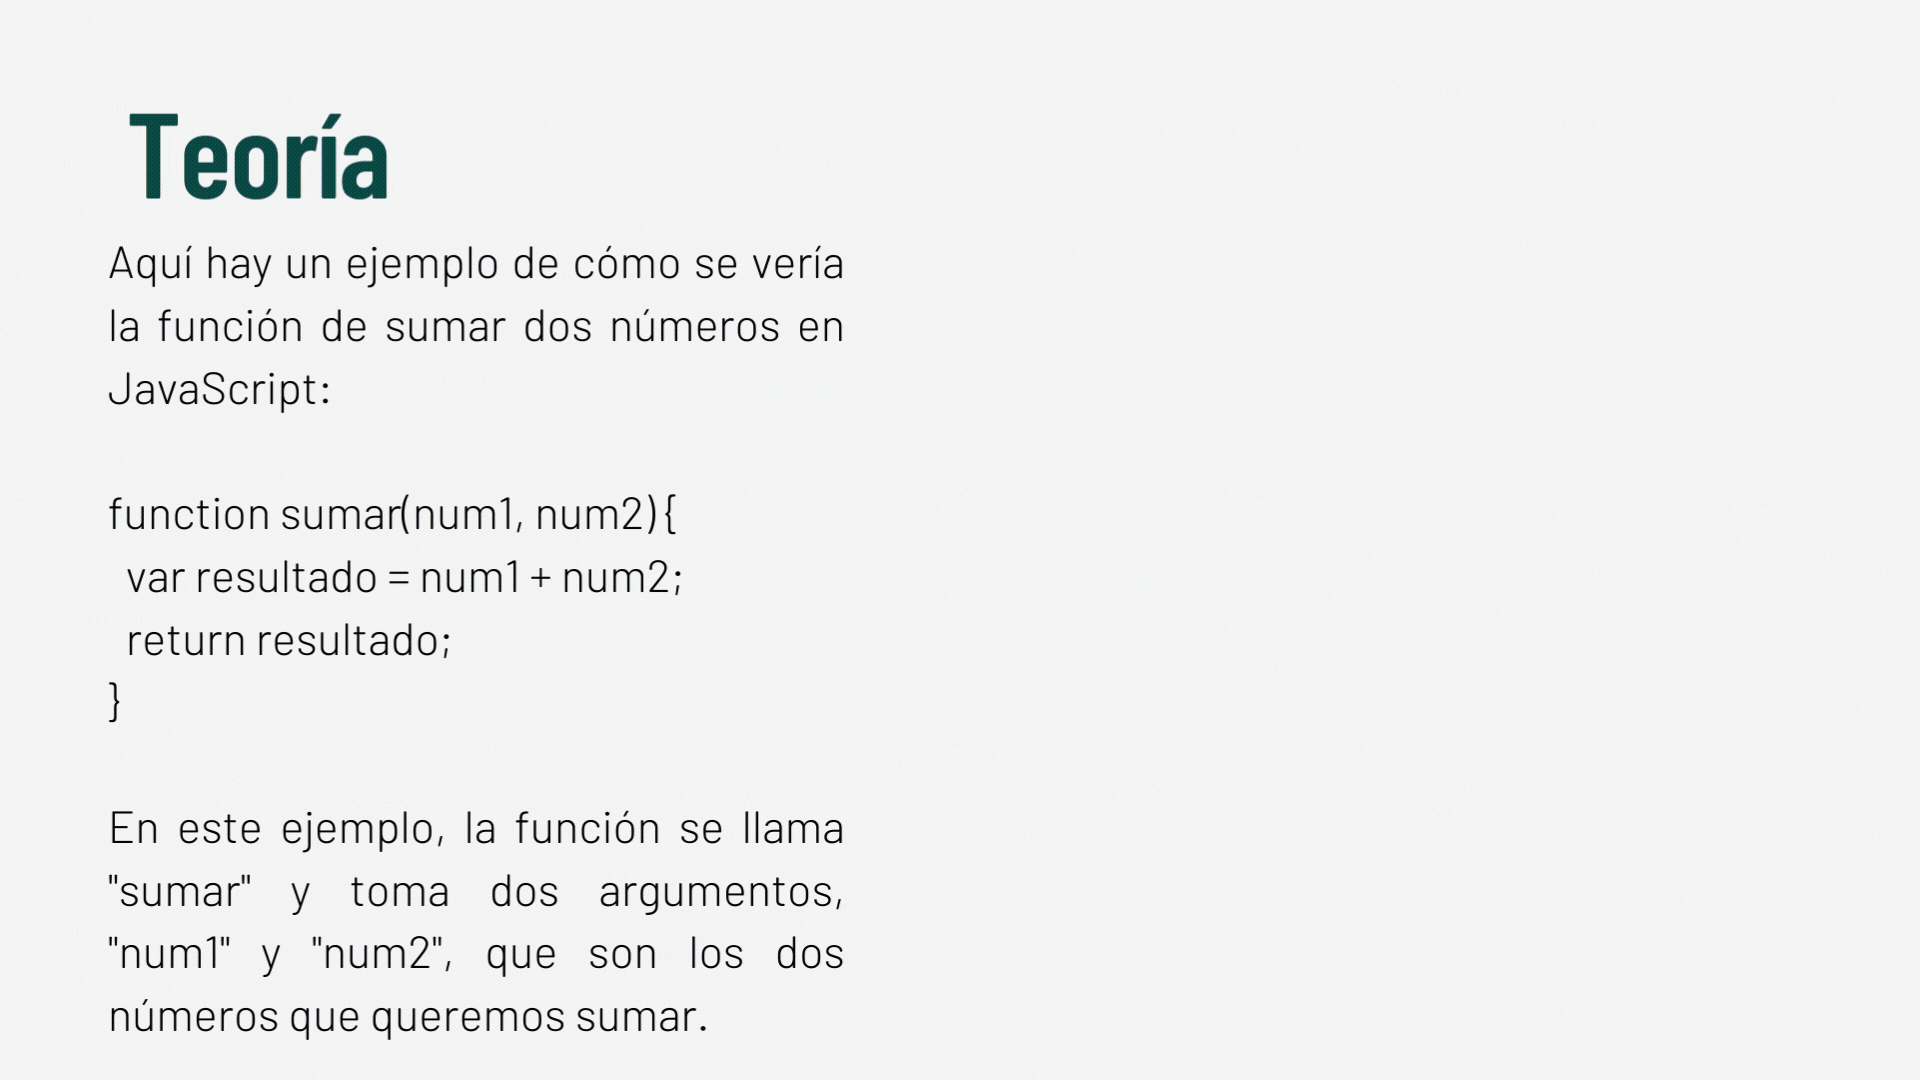 Teoría
Aquí hay un ejemplo de cómo se vería
la función de sumar dos números en
JavaScript:
function sumar(num1, num2) {
  var resultado = num1 + num2;
  return resultado;
}
En este ejemplo, la función se llama
"sumar" y toma dos argumentos,
"num1" y "num2", que son los dos
números que queremos sumar.